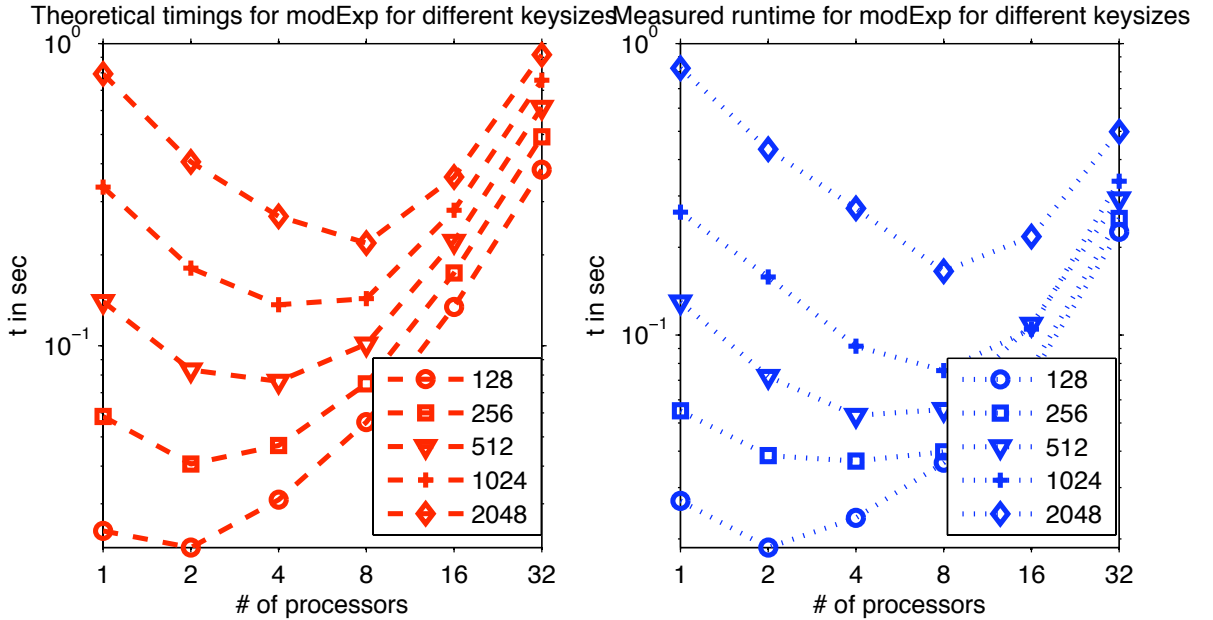 Theoretical timings for modExp for different keysizes
10^0
10^-1
t in sec
1 2 4 8 16 32
# of processors
128
256
512
1024
2048
Measured runtime for modExp for different keysizes
10^0
10^-1
t in sec
1 2 4 8 16 32
# of processors
128
256
512
1024
2048